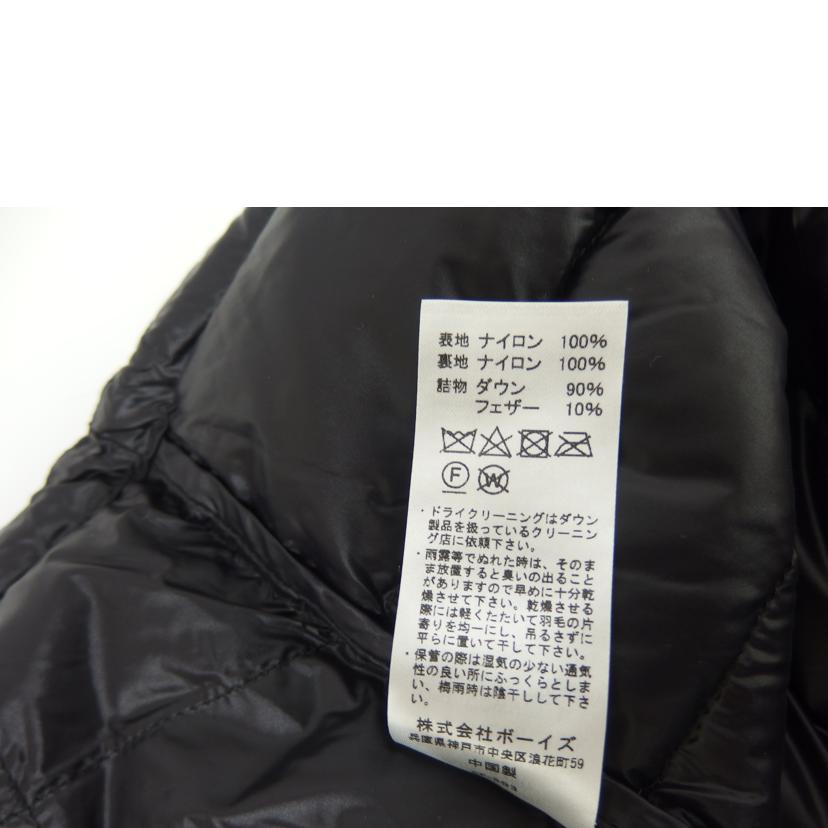 表地 ナイロン 100%
裏地 ナイロン 100%
詰物 ダウン 90%
フェザー 10%
F W
・ドライクリーニングはダウン
製品を扱っているクリーニン
グ店に依頼下さい。
・雨露等でぬれた時は、そのま
ま放置すると臭いの出ること
がありますので早めに十分乾
燥させて下さい。乾燥させる
際には軽くたたいて羽毛の片
寄りを均一にし、吊るさずに
平らに置いて干して下さい。
・保管の際は湿気の少ない通気
性の良い所にふっくらとしま
い、梅雨時は陰干しして下さ
い。
株式会社ボーイズ
兵庫県神戸市中央区浪花町59
中国製